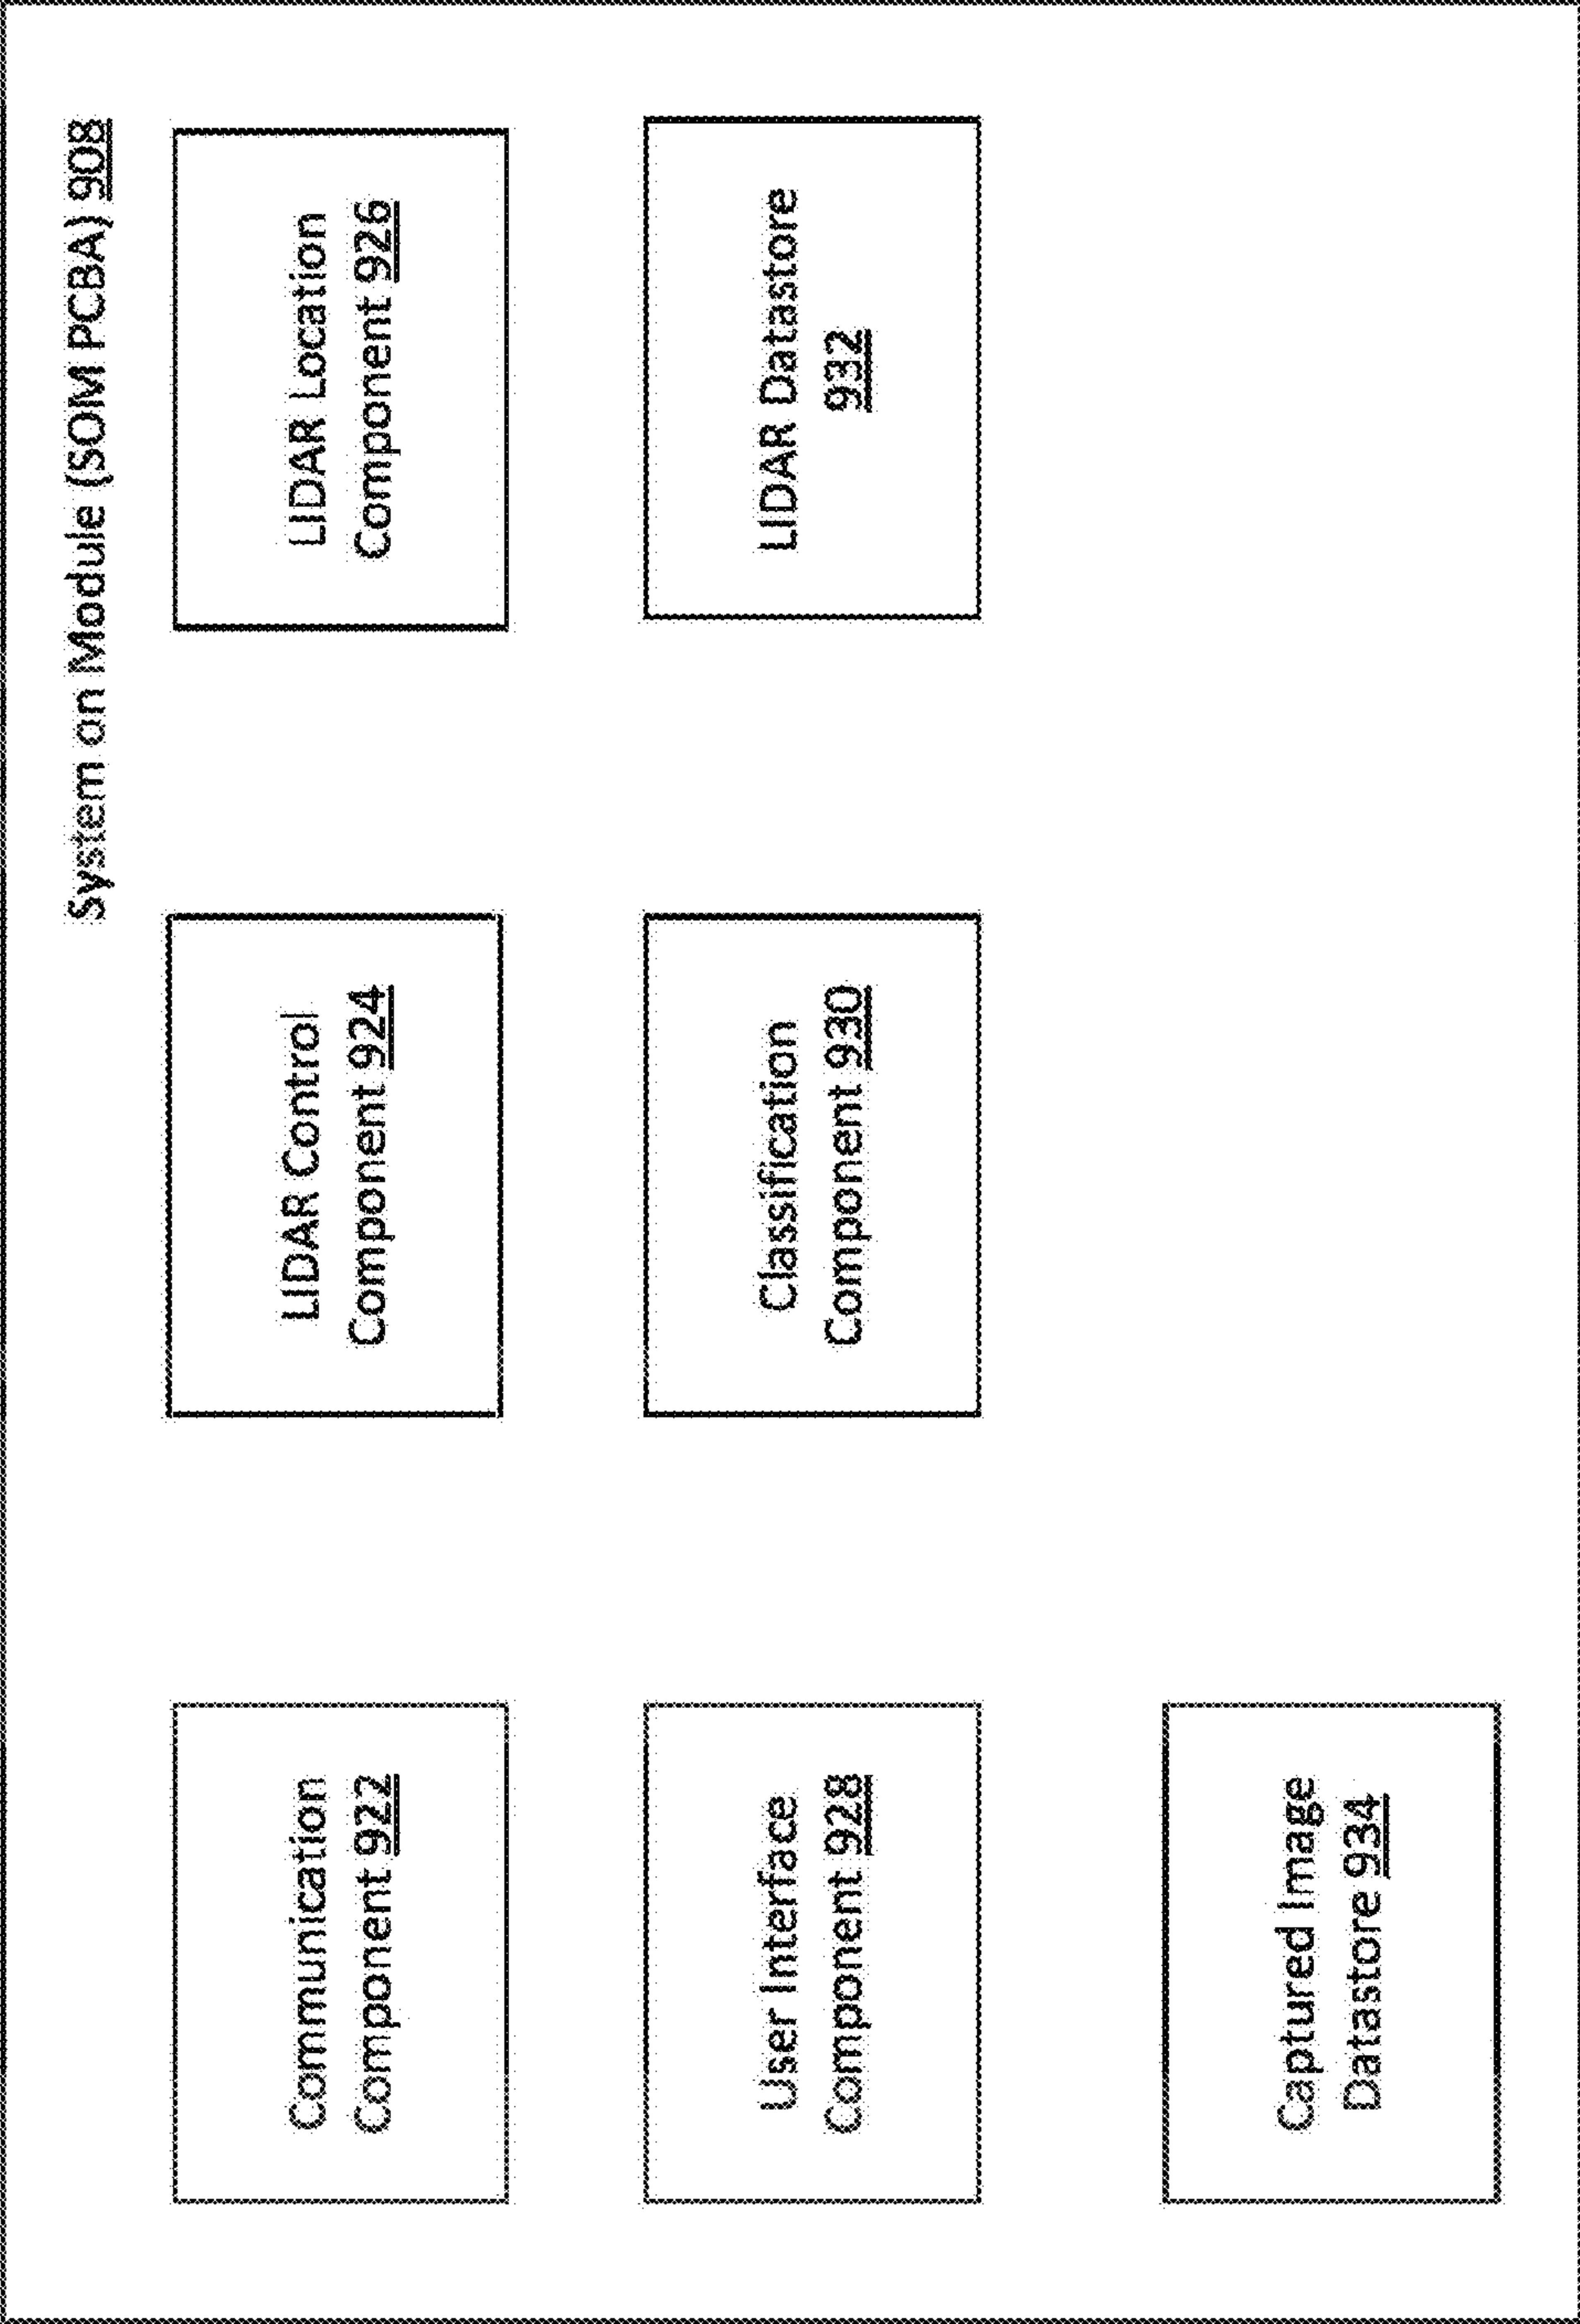 System on Module (SOM PCBA) 908
Communication
Component 922
LIDAR Control
Component 924
LIDAR Location
Component 926
User Interface
Component 928
Classification
Component 930
LIDAR Datastore
932
Captured Image
Datastore 934